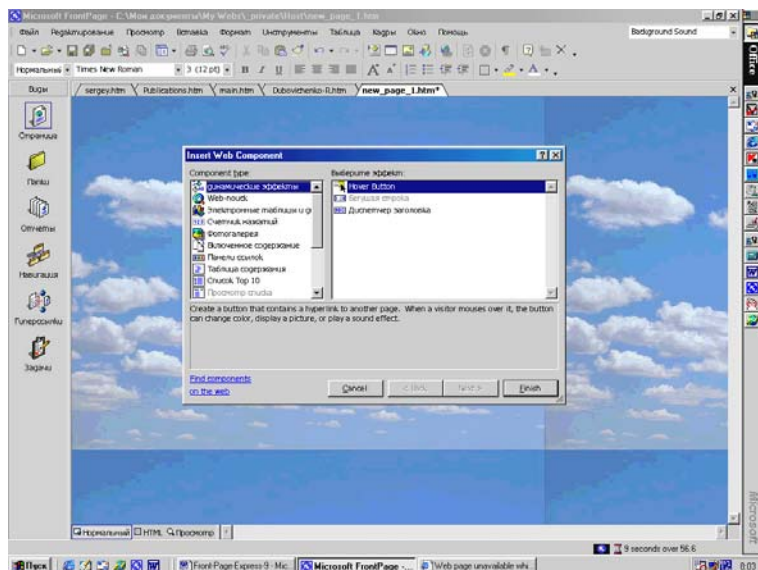 Microsoft FrontPage - C:\Мои документы\My Webs\_private\Host\new_page_1.htm
Файл Редактирование Просмотр Вставка Формат Инструменты Таблица Кадры Окно Помощь
Background Sound
Нормальный Times New Roman 3 (12 pt)
Виды
sergey.htm Publications.htm main.htm Dubovichenko-R.htm new_page_1.htm*
Страница
Папки
Отчеты
Навигация
Гиперссылки
Задачи
Insert Web Component
Component type
динамические эффекты
Web-поиск
Электронные таблицы и д
Счетчик нажатий
Фотогалерея
Включенное содержание
Панели ссылок
Таблица содержания
Список Top 10
Просмотр списка
Выберите эффект:
Hover Button
Бегущая строка
Диспетчер заголовка
Create a button that contains a hyperlink to another page. When a visitor mouses over it, the button
can change color, display a picture, or play a sound effect.
Find components
on the web
Cancel < Back Next > Finish
Нормальный HTML Просмотр
9 seconds over 56.6
Пуск Front-Page-Express-9 - Mic... Microsoft FrontPage -... Web page unavailable whi...
8:03
Office
Microsoft